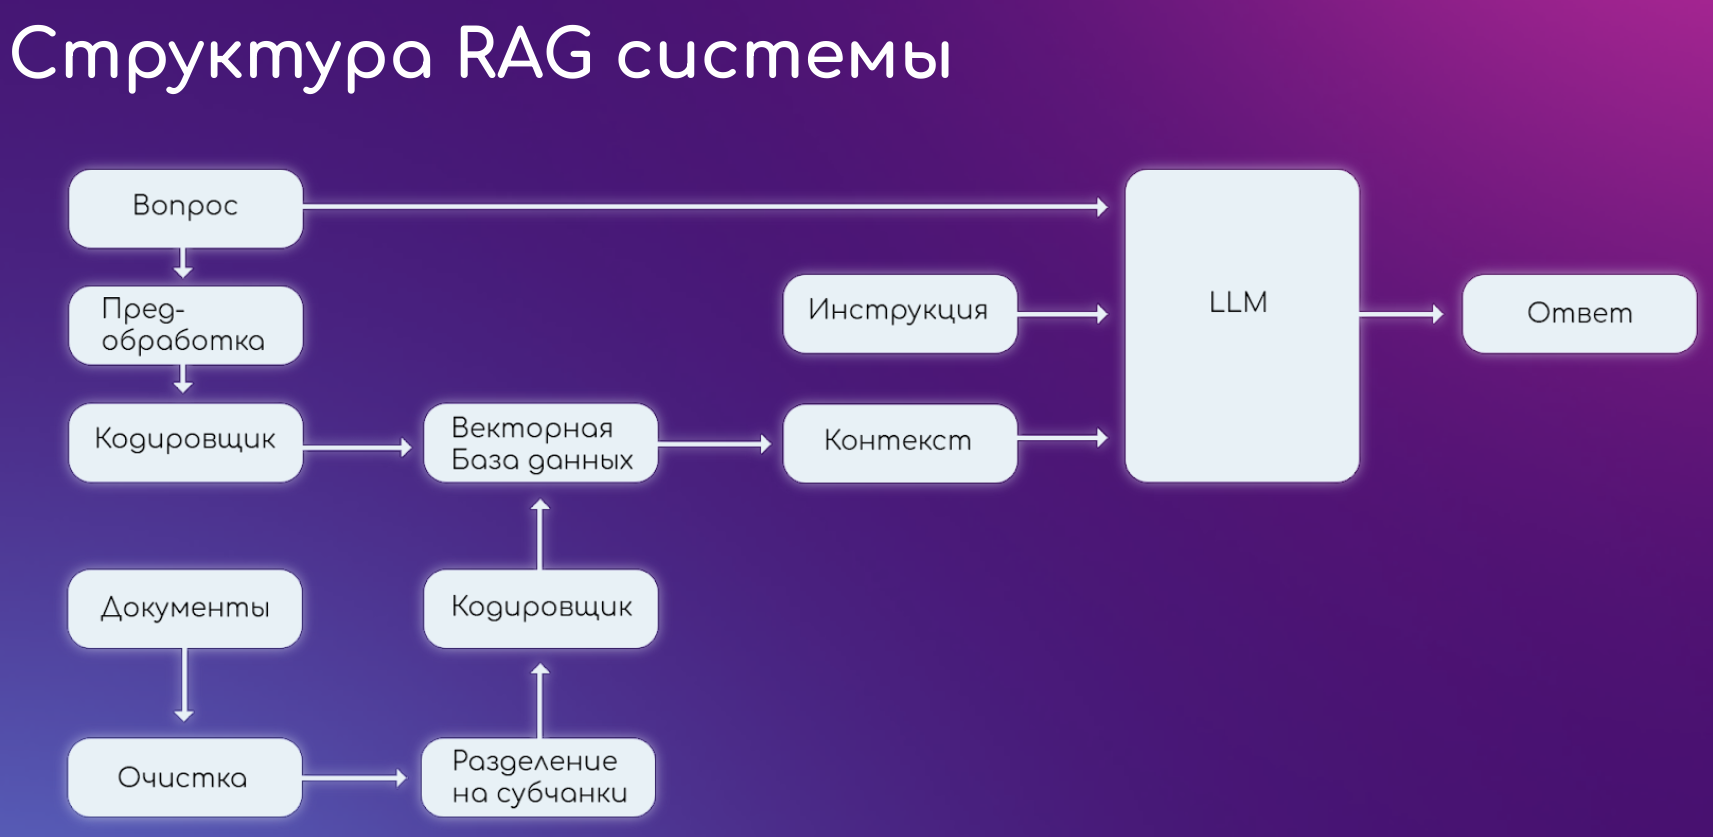 Структура RAG системы
Вопрос
Пред-
обработка
Кодировщик
Векторная
База данных
Инструкция
Контекст
LLM
Ответ
Документы
Очистка
Разделение
на субчанки
Кодировщик